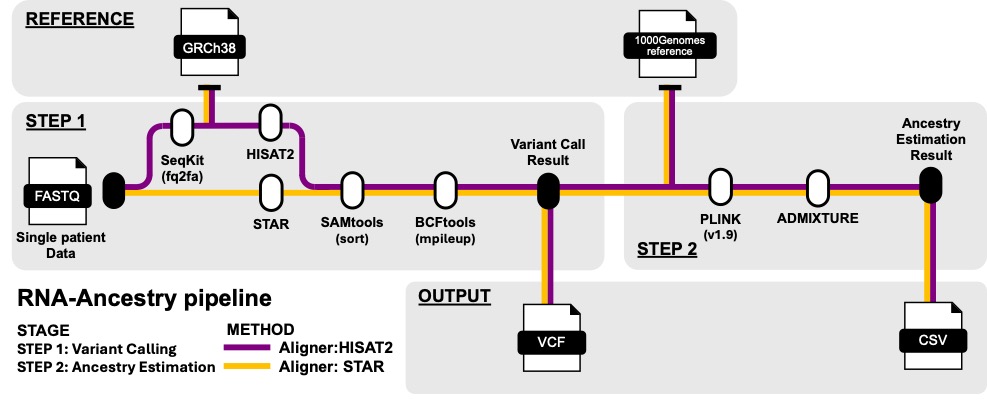 REFERENCE
GRCh38
1000Genomes
reference
STEP 1
FASTQ
Single patient
Data
SeqKit
(fq2fa)
HISAT2
STAR
SAMtools
(sort)
BCFtools
(mpileup)
Variant Call
Result
STEP 2
PLINK
(v1.9)
ADMIXTURE
Ancestry
Estimation
Result
OUTPUT
VCF
CSV
RNA-Ancestry pipeline
STAGE
STEP 1: Variant Calling
STEP 2: Ancestry Estimation
METHOD
Aligner:HISAT2
Aligner: STAR